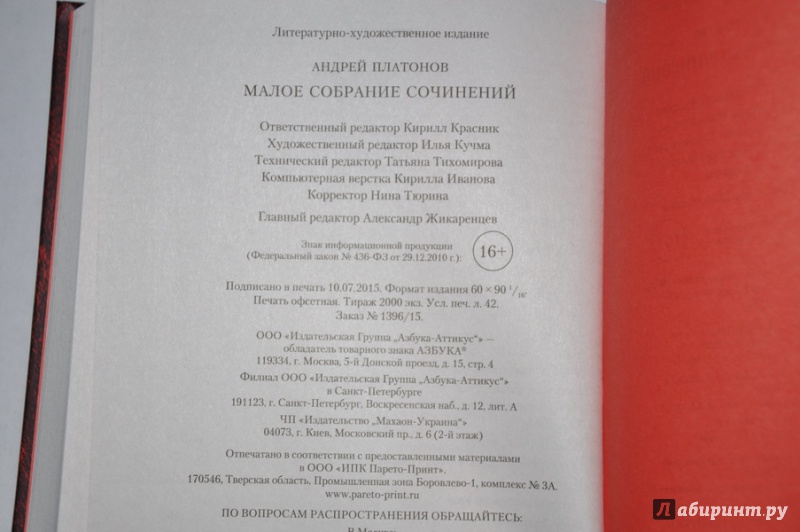 Литературно-художественное издание
АНДРЕЙ ПЛАТОНОВ
МАЛОЕ СОБРАНИЕ СОЧИНЕНИЙ
Ответственный редактор Кирилл Красник
Художественный редактор Илья Кучма
Технический редактор Татьяна Тихомирова
Компьютерная верстка Кирилла Иванова
Корректор Нина Тюрина
Главный редактор Александр Жикаренцев
Знак информационной продукции
(Федеральный закон № 436-ФЗ от 29.12.2010 г.):
16+
Подписано в печать 10.07.2015. Формат издания 60 × 90 1/16.
Печать офсетная. Тираж 2000 экз. Усл. печ. л. 42.
Заказ № 1396/15.
ООО «Издательская Группа „Азбука-Аттикус“» —
обладатель товарного знака АЗБУКА®
119334, г. Москва, 5-й Донской проезд, д. 15, стр. 4
Филиал ООО «Издательская Группа „Азбука-Аттикус“»
в Санкт-Петербурге
191123, г. Санкт-Петербург, Воскресенская наб., д. 12, лит. А
ЧП «Издательство „Махаон-Украина“»
04073, г. Киев, Московский пр., д. 6 (2-й этаж)
Отпечатано в соответствии с предоставленными материалами
в ООО «ИПК Парето-Принт».
170546, Тверская область, Промышленная зона Боровлево-1, комплекс № 3А.
www.pareto-print.ru
ПО ВОПРОСАМ РАСПРОСТРАНЕНИЯ ОБРАЩАЙТЕСЬ:
В Москве:
Лабиринт.ру